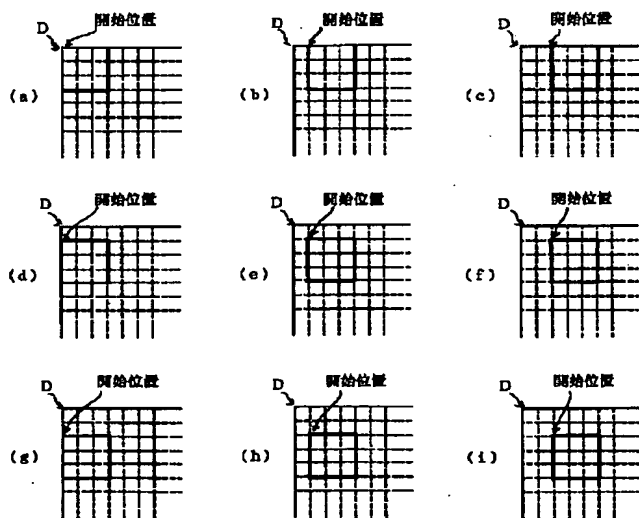 D 開始位置
(a)
D 開始位置
(b)
D 開始位置
(c)
D 開始位置
(d)
D 開始位置
(e)
D 開始位置
(f)
D 開始位置
(g)
D 開始位置
(h)
D 開始位置
(i)